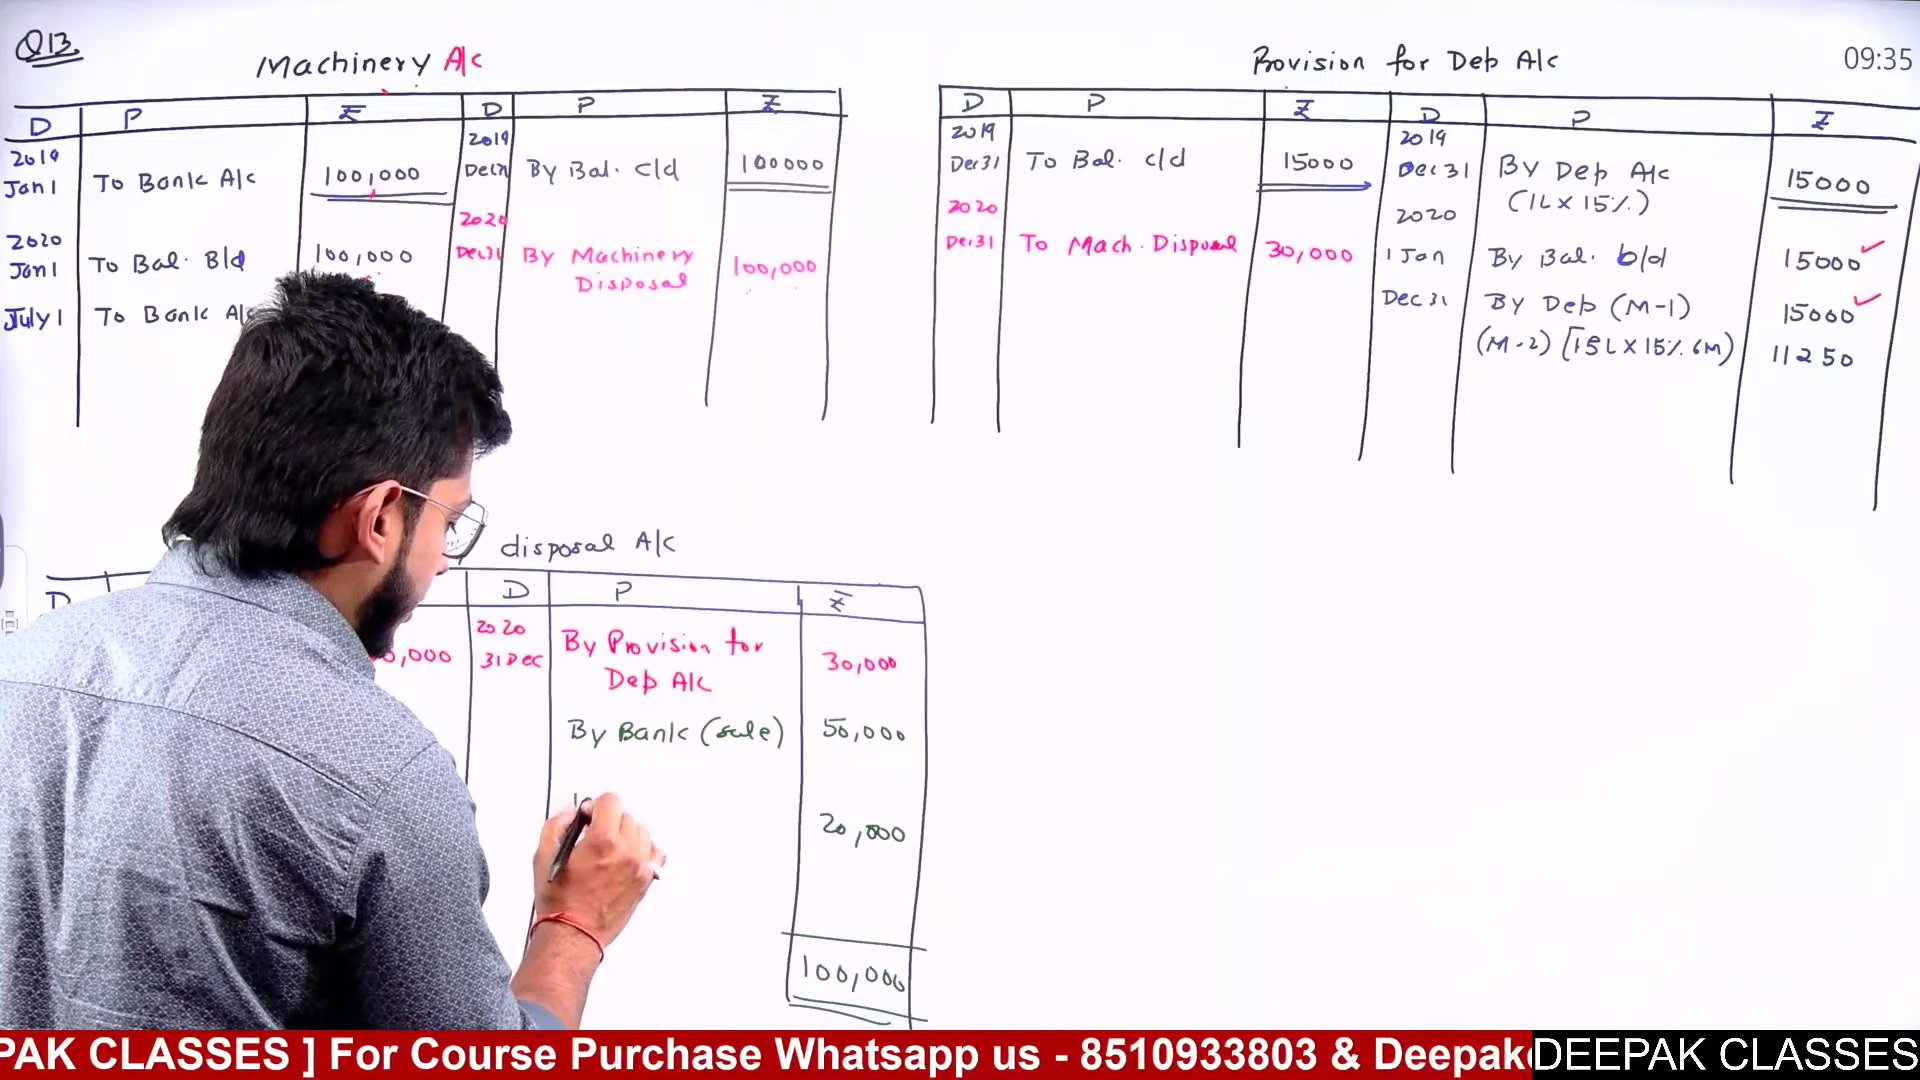 Q13.
Machinery A/c
Provision for Dep A/c
09:35
D P ₹ D P ₹
2019 Jan 1 To Bank A/c 100,000
2019 Dec 31 By Bal. c/d 100000
2020 Jan 1 To Bal. B/d 100,000
2020 Dec 31 By Machinery Disposal 100,000
July 1 To Bank A/c
D P ₹ D P ₹
2019 Dec 31 To Bal. c/d 15000
2019 Dec 31 By Dep A/c 15000
(1L X 15%)
2020 Dec 31 To Mach. Disposal 30,000
2020 1 Jan By Bal. b/d 15000
Dec 31 By Dep (M-1) 15000
(M-2) [1.5L X 15% 6M) 11250
disposal A/c
D D P ₹
,000
2020 31 Dec By Provision for Dep A/c 30,000
By Bank (sale) 50,000
20,000
100,000
PAK CLASSES ] For Course Purchase Whatsapp us - 8510933803 & Deepak
DEEPAK CLASSES